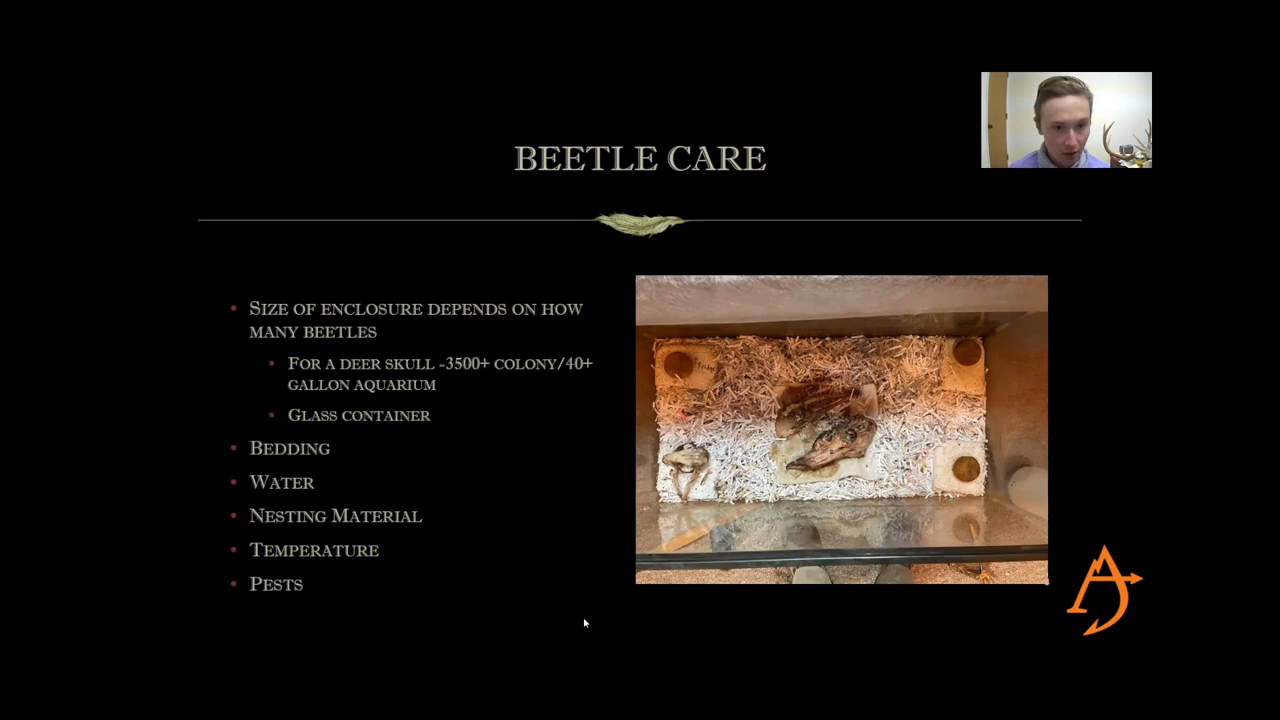 BEETLE CARE
SIZE OF ENCLOSURE DEPENDS ON HOW
MANY BEETLES
FOR A DEER SKULL -3500+ COLONY/40+
GALLON AQUARIUM
GLASS CONTAINER
BEDDING
WATER
NESTING MATERIAL
TEMPERATURE
PESTS